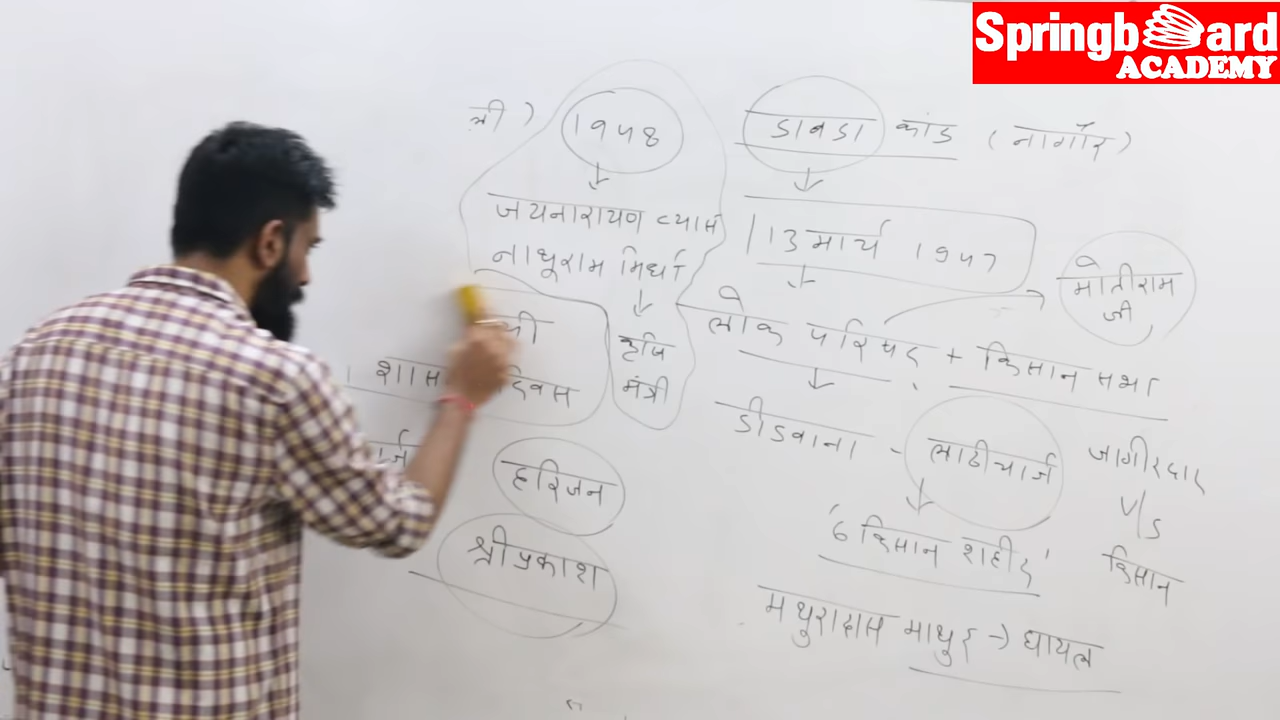 Springboard
ACADEMY
त्री)
1948
जयनारायण व्यास
नाथूराम मिर्धा
कृषि
मंत्री
दिवस
हरिजन
श्रीप्रकाश
डाबडा कांड (नागौर)
13 मार्च 1947
मोतीराम
जी
लोक परिषद् + किसान सभा
डीडवाना - लाठीचार्ज
जागीरदार
V/S
किसान
'6 किसान शहीद'
मथुरादास माथुर → घायल